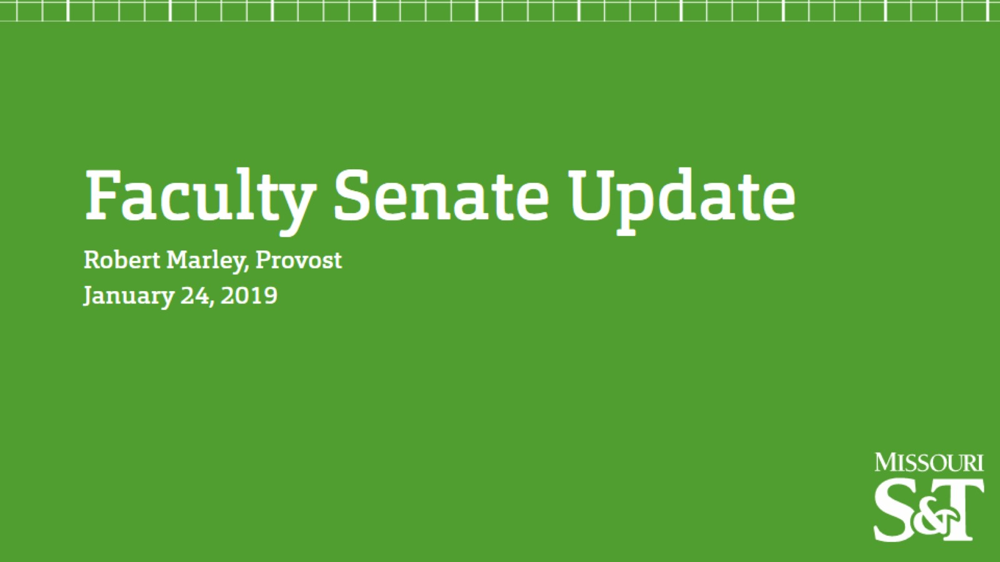 Faculty Senate Update
Robert Marley, Provost
January 24, 2019
MISSOURI
S&T